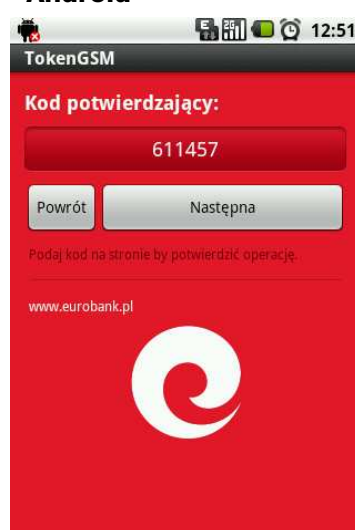 Android
12:51
TokenGSM
Kod potwierdzający:
611457
Powrót
Następna
Podaj kod na stronie by potwierdzić operację.
www.eurobank.pl